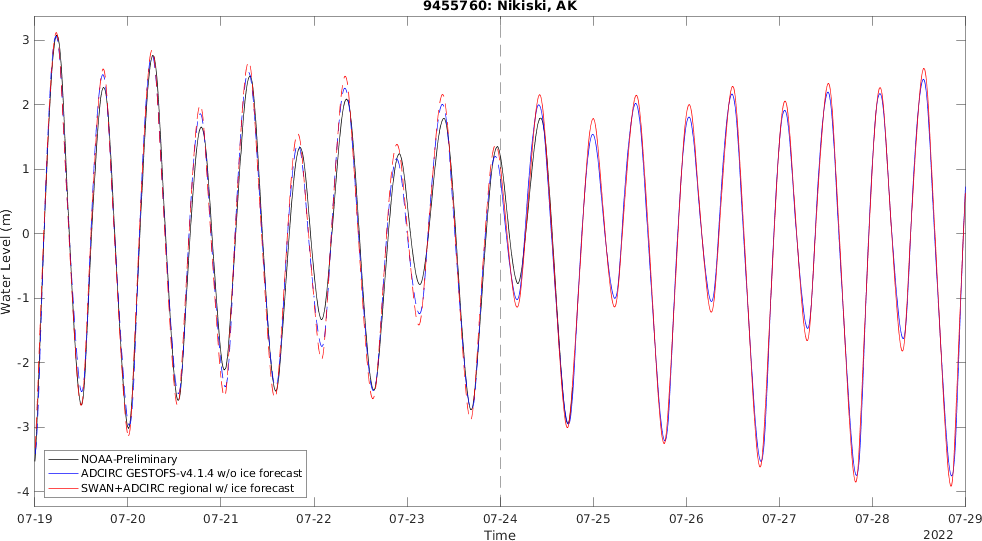 9455760: Nikiski, AK
Water Level (m)
3
2
1
0
-1
-2
-3
-4
NOAA-Preliminary
ADCIRC GESTOFS-v4.1.4 w/o ice forecast
SWAN+ADCIRC regional w/ ice forecast
07-19 07-20 07-21 07-22 07-23 07-24 07-25 07-26 07-27 07-28 07-29
Time
2022